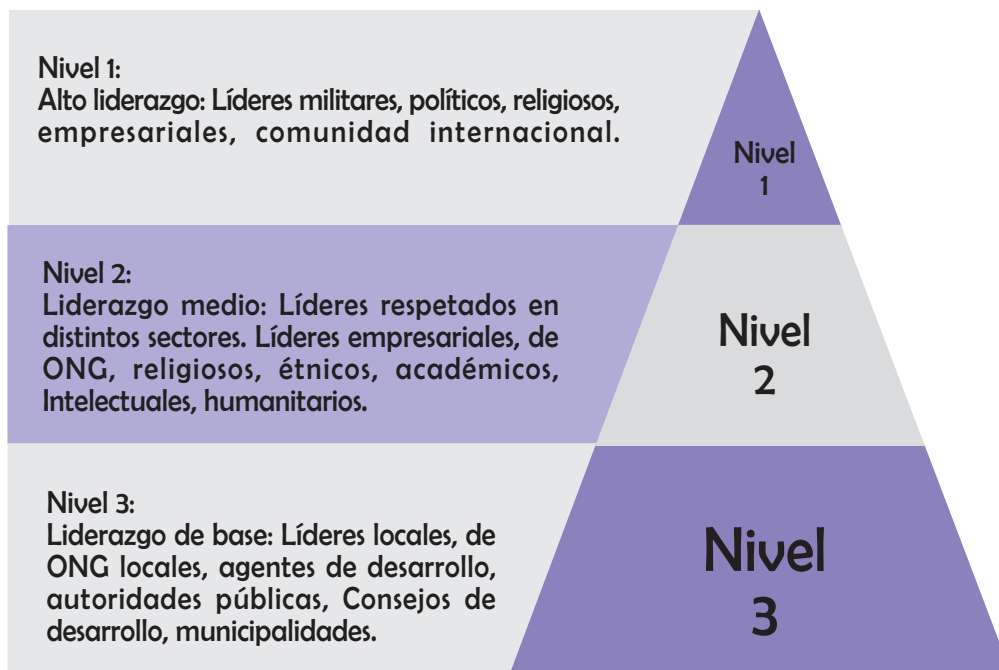 Nivel 1:
Alto liderazgo: Líderes militares, políticos, religiosos,
empresariales, comunidad internacional.
Nivel
1
Nivel 2:
Liderazgo medio: Líderes respetados en
distintos sectores. Líderes empresariales, de
ONG, religiosos, étnicos, académicos,
Intelectuales, humanitarios.
Nivel
2
Nivel 3:
Liderazgo de base: Líderes locales, de
ONG locales, agentes de desarrollo,
autoridades públicas, Consejos de
desarrollo, municipalidades.
Nivel
3